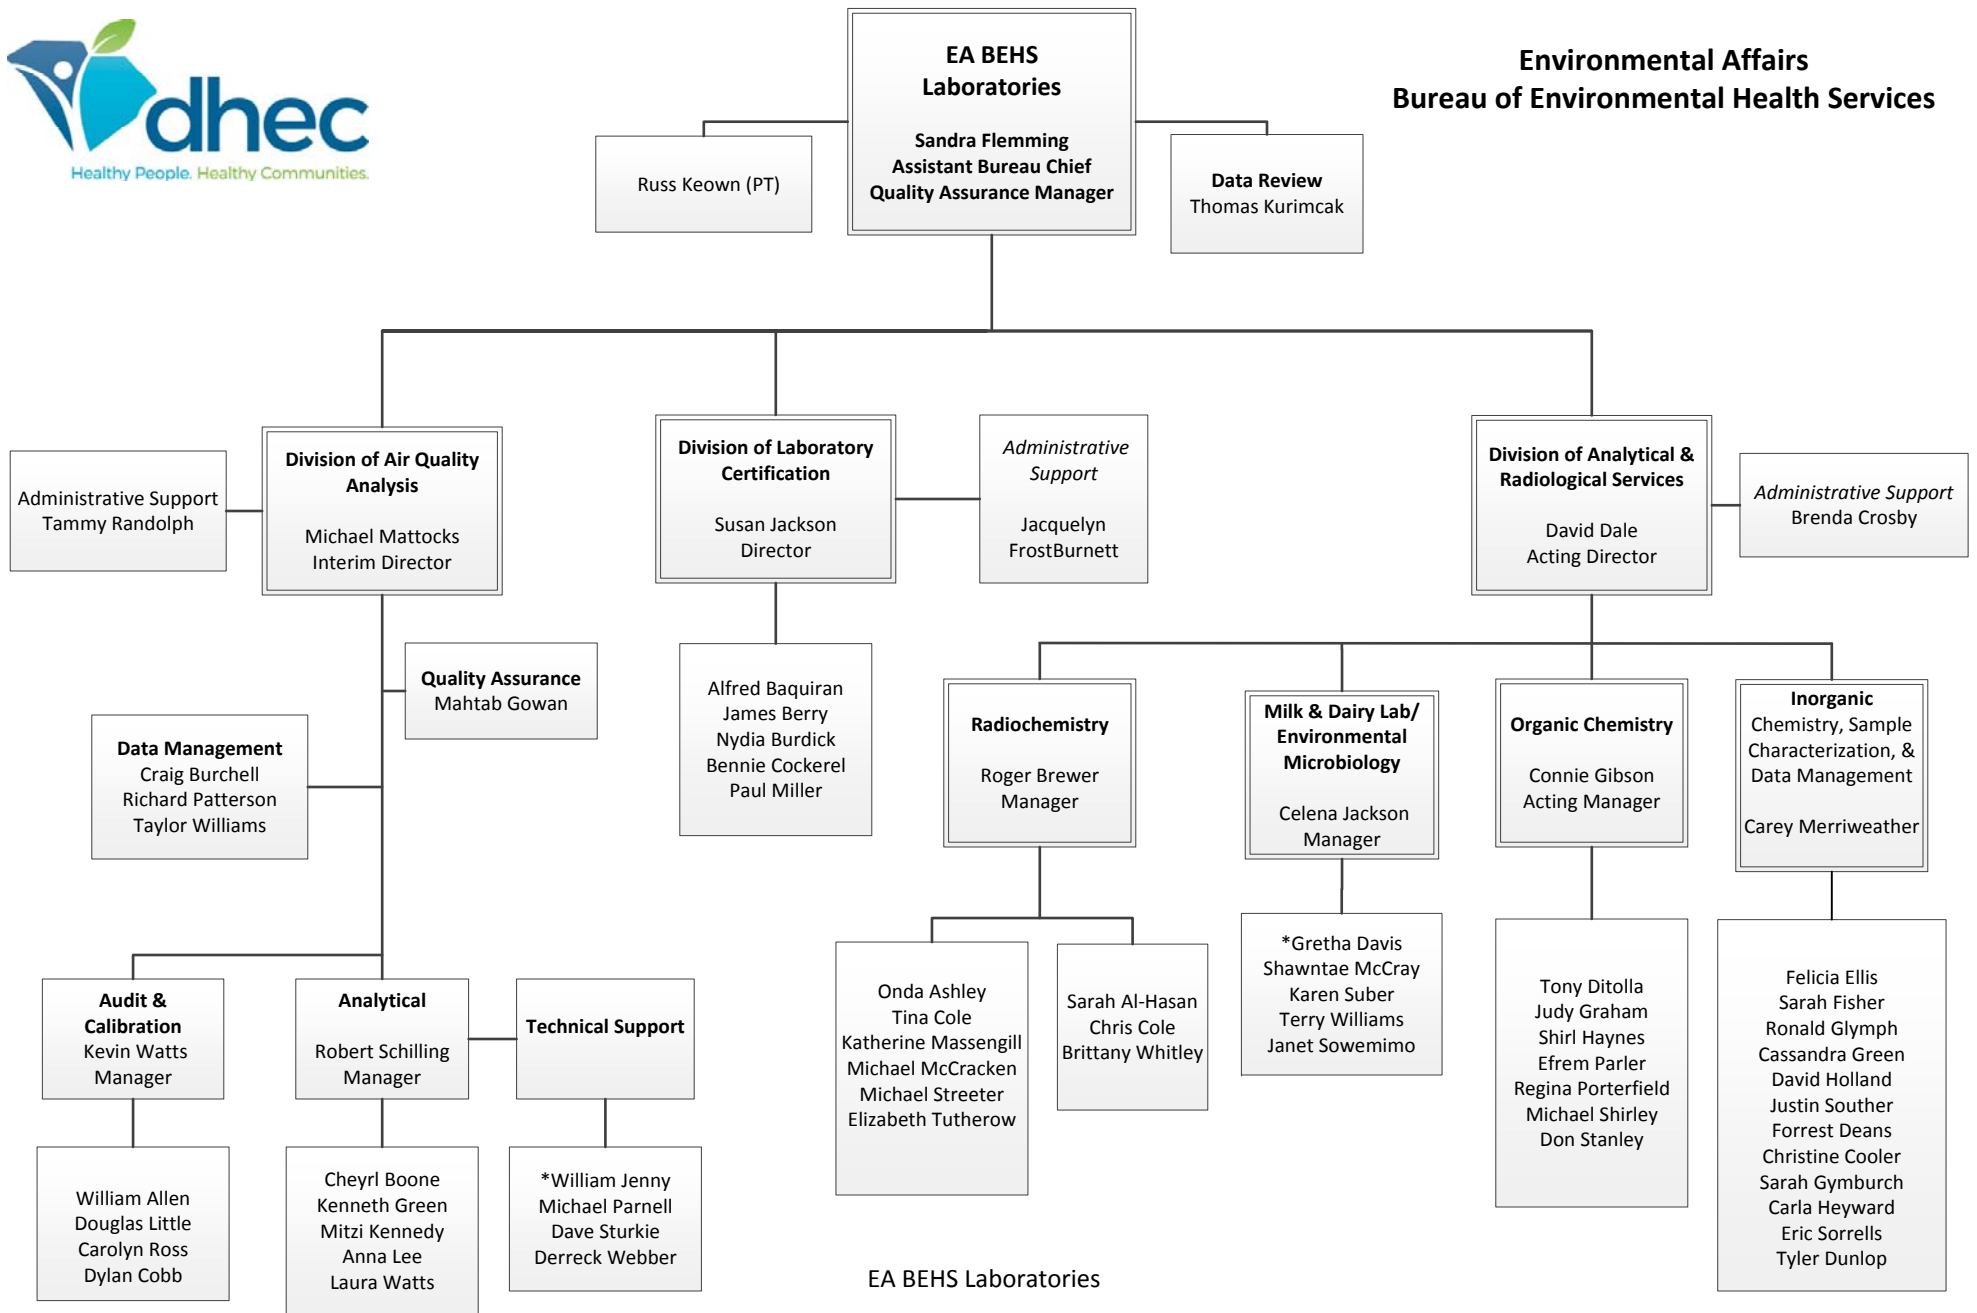 dhec
Healthy People. Healthy Communities.
EA BEHS
Laboratories
Sandra Flemming
Assistant Bureau Chief
Quality Assurance Manager
Environmental Affairs
Bureau of Environmental Health Services
Russ Keown (PT)
Data Review
Thomas Kurimcak
Administrative Support
Tammy Randolph
Division of Air Quality
Analysis
Michael Mattocks
Interim Director
Division of Laboratory
Certification
Susan Jackson
Director
Administrative
Support
Jacquelyn
FrostBurnett
Division of Analytical &
Radiological Services
David Dale
Acting Director
Administrative Support
Brenda Crosby
Quality Assurance
Mahtab Gowan
Data Management
Craig Burchell
Richard Patterson
Taylor Williams
Alfred Baquiran
James Berry
Nydia Burdick
Bennie Cockerel
Paul Miller
Radiochemistry
Roger Brewer
Manager
Milk & Dairy Lab/
Environmental
Microbiology
Celena Jackson
Manager
Organic Chemistry
Connie Gibson
Acting Manager
Inorganic
Chemistry, Sample
Characterization, &
Data Management
Carey Merriweather
Audit &
Calibration
Kevin Watts
Manager
Analytical
Robert Schilling
Manager
Technical Support
Onda Ashley
Tina Cole
Katherine Massengill
Michael McCracken
Michael Streeter
Elizabeth Tutherow
Sarah Al-Hasan
Chris Cole
Brittany Whitley
*Gretha Davis
Shawntae McCray
Karen Suber
Terry Williams
Janet Sowemimo
Tony Ditolla
Judy Graham
Shirl Haynes
Efrem Parler
Regina Porterfield
Michael Shirley
Don Stanley
Felicia Ellis
Sarah Fisher
Ronald Glymph
Cassandra Green
David Holland
Justin Souther
Forrest Deans
Christine Cooler
Sarah Gymburch
Carla Heyward
Eric Sorrells
Tyler Dunlop
William Allen
Douglas Little
Carolyn Ross
Dylan Cobb
Cheyrl Boone
Kenneth Green
Mitzi Kennedy
Anna Lee
Laura Watts
*William Jenny
Michael Parnell
Dave Sturkie
Derreck Webber
EA BEHS Laboratories